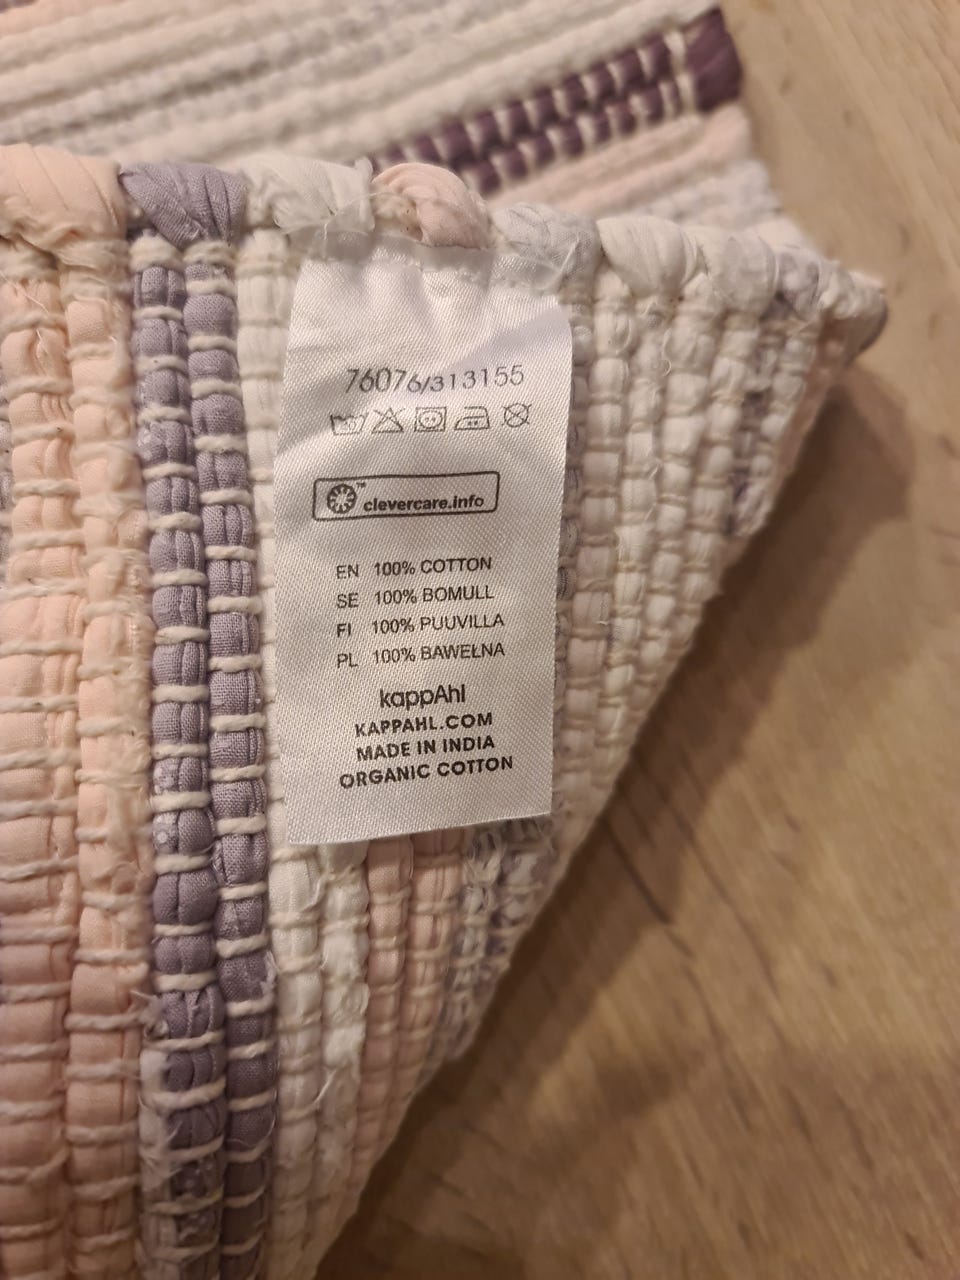 76076/313155
™
clevercare.info
EN 100% COTTON
SE 100% BOMULL
FI 100% PUUVILLA
PL 100% BAWEŁNA
kappAhl
KAPPAHL.COM
MADE IN INDIA
ORGANIC COTTON